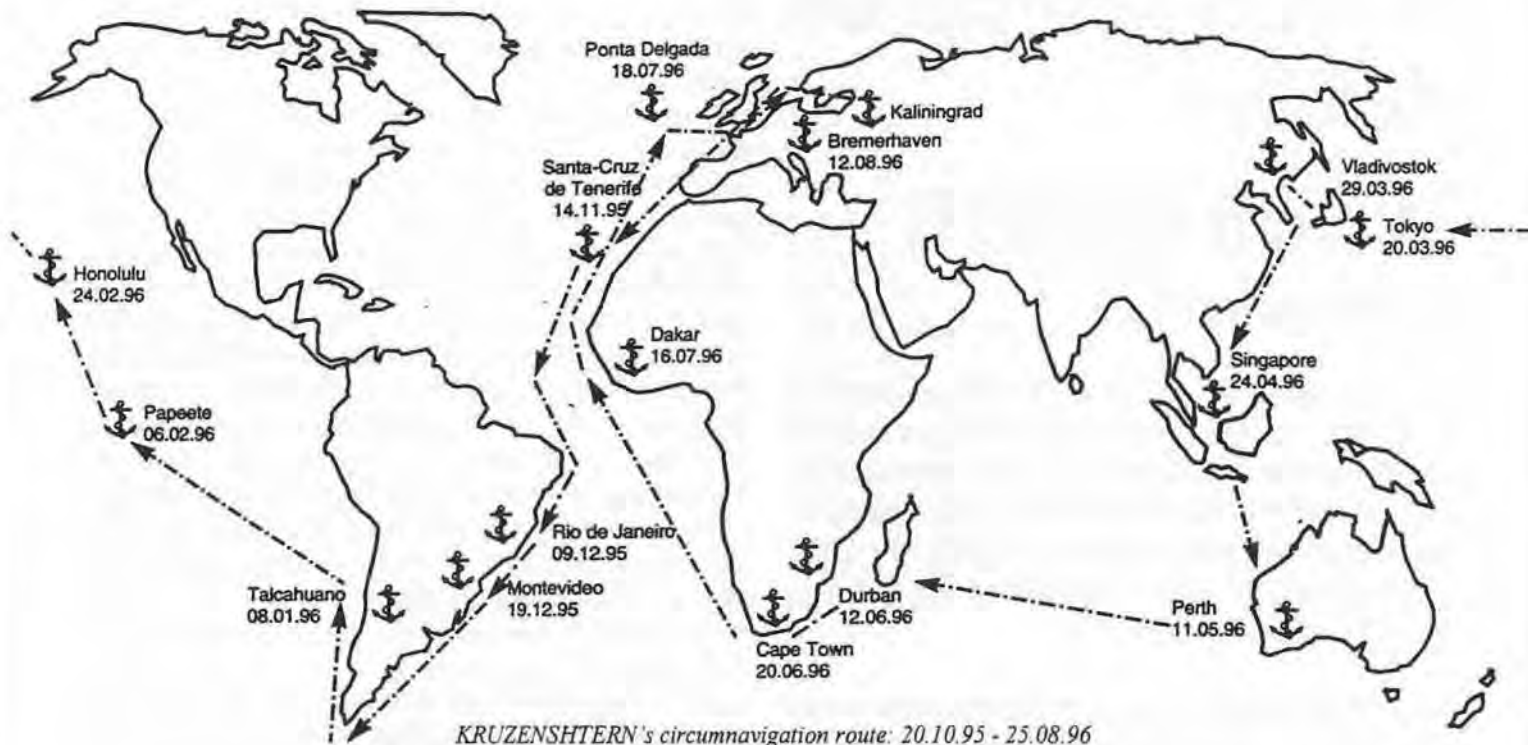 Ponta Delgada
18.07.96
Kaliningrad
Bremerhaven
12.08.96
Santa-Cruz
de Tenerife
14.11.95
Vladivostok
29.03.96
Tokyo
20.03.96
Honolulu
24.02.96
Dakar
16.07.96
Singapore
24.04.96
Papeete
06.02.96
Rio de Janeiro
09.12.95
Talcahuano
08.01.96
Montevideo
19.12.95
Durban
12.06.96
Perth
11.05.96
Cape Town
20.06.96
KRUZENSHTERN's circumnavigation route: 20.10.95 - 25.08.96